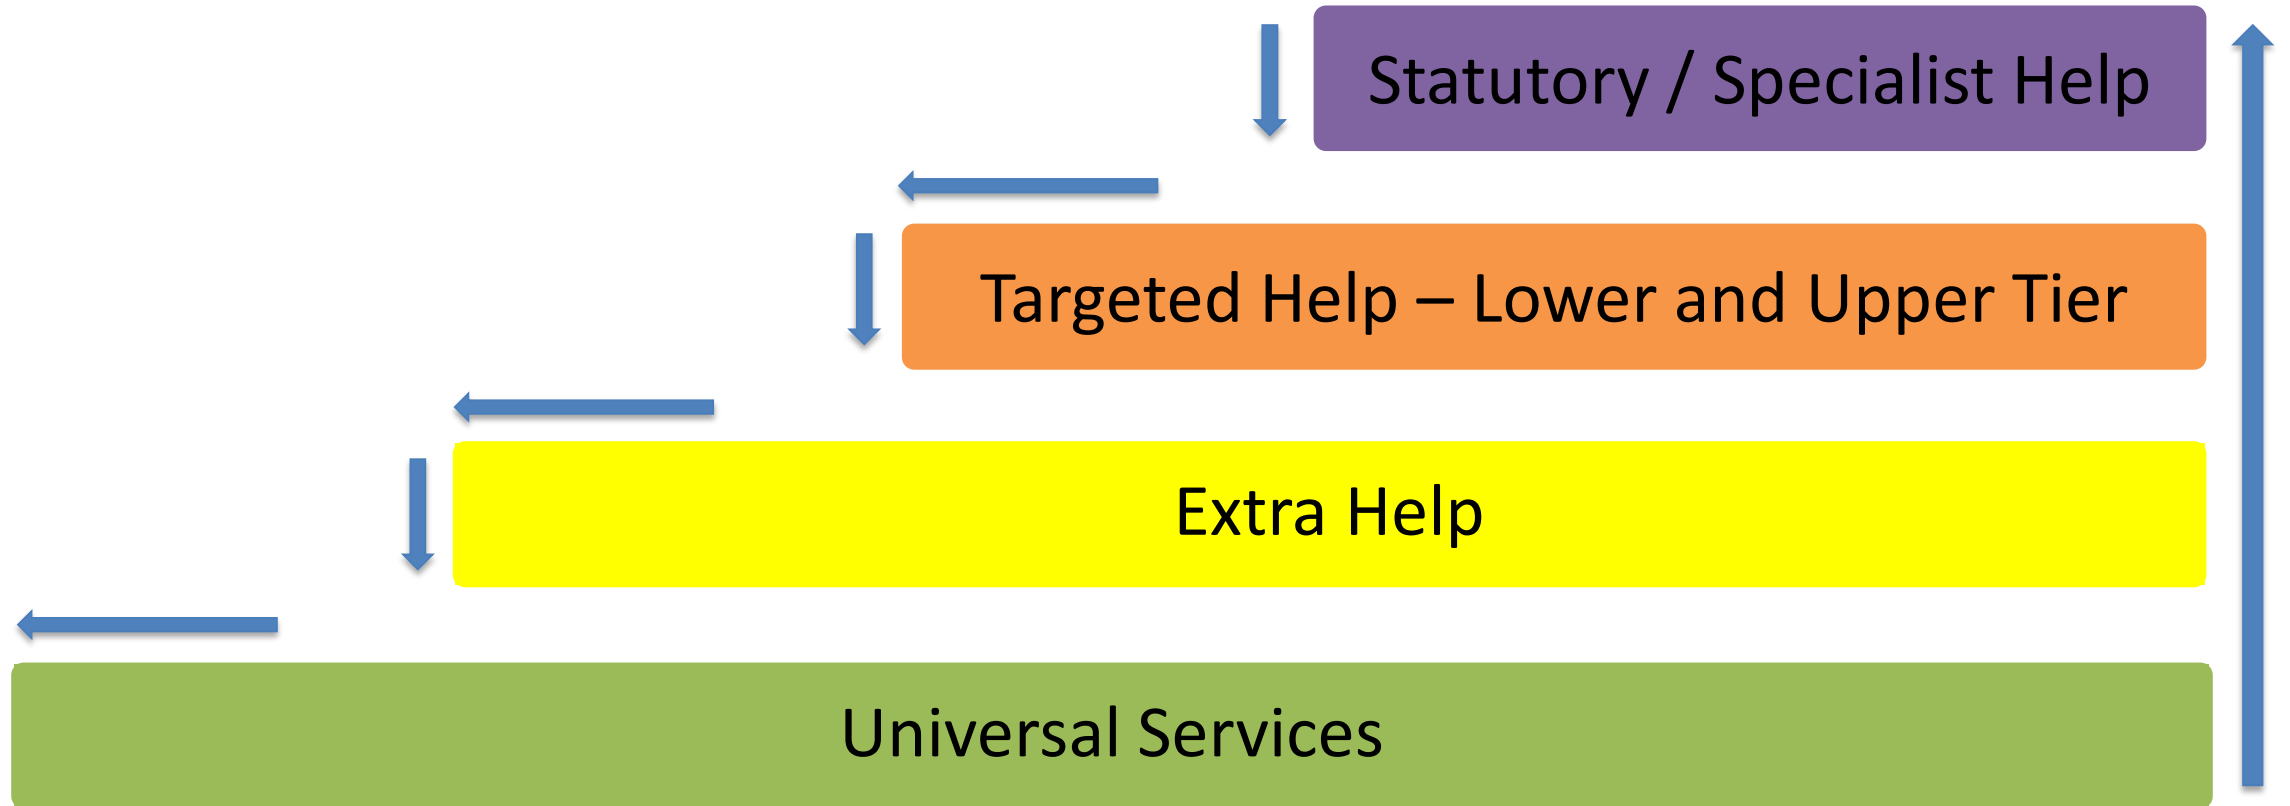 Statutory / Specialist Help
Targeted Help – Lower and Upper Tier
Extra Help
Universal Services